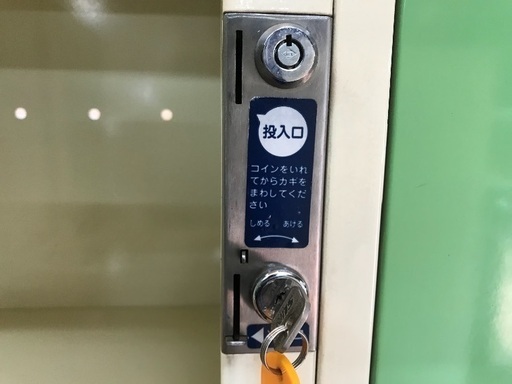 投入口
コインをいれ
てからカギを
まわしてくだ
さい
しめる あける